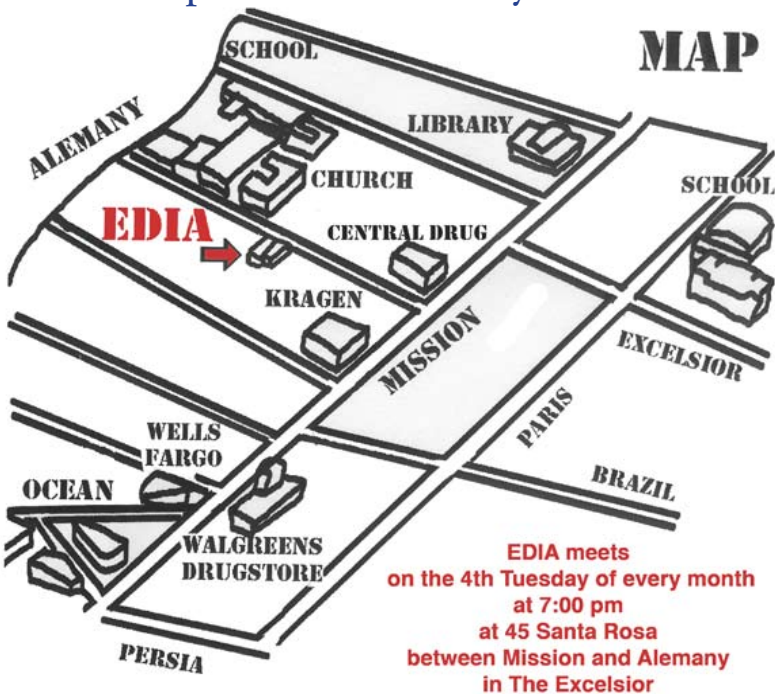 MAP
SCHOOL
ALEMANY
LIBRARY
CHURCH
SCHOOL
EDIA
CENTRAL DRUG
KRAGEN
MISSION
EXCELSIOR
PARIS
WELLS
FARGO
BRAZIL
OCEAN
WALGREENS
DRUGSTORE
PERSIA
EDIA meets
on the 4th Tuesday of every month
at 7:00 pm
at 45 Santa Rosa
between Mission and Alemany
in The Excelsior